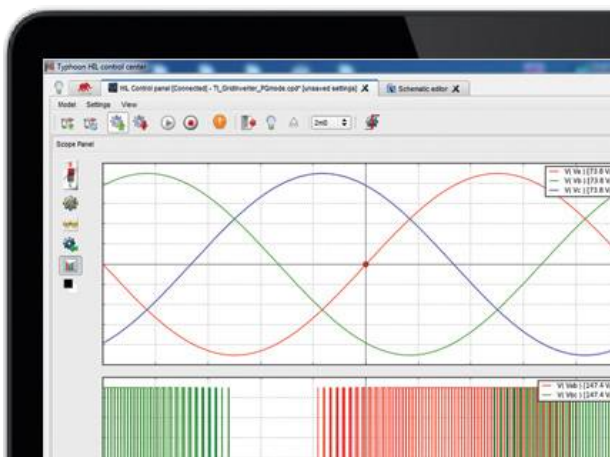 Typhoon HIL control center
HIL Control panel [Connected] - TI_GridInverter_PQmode.cpd* [unsaved settings] X
Schematic editor X
Model Settings View
2m0
Scope Panel
V( Va ) [73.8 V/
V( Vb ) [73.8 V/
V( Vc ) [73.8 V/
V( Vab ) [247.4 V/
V( Vbc ) [247.4 V/